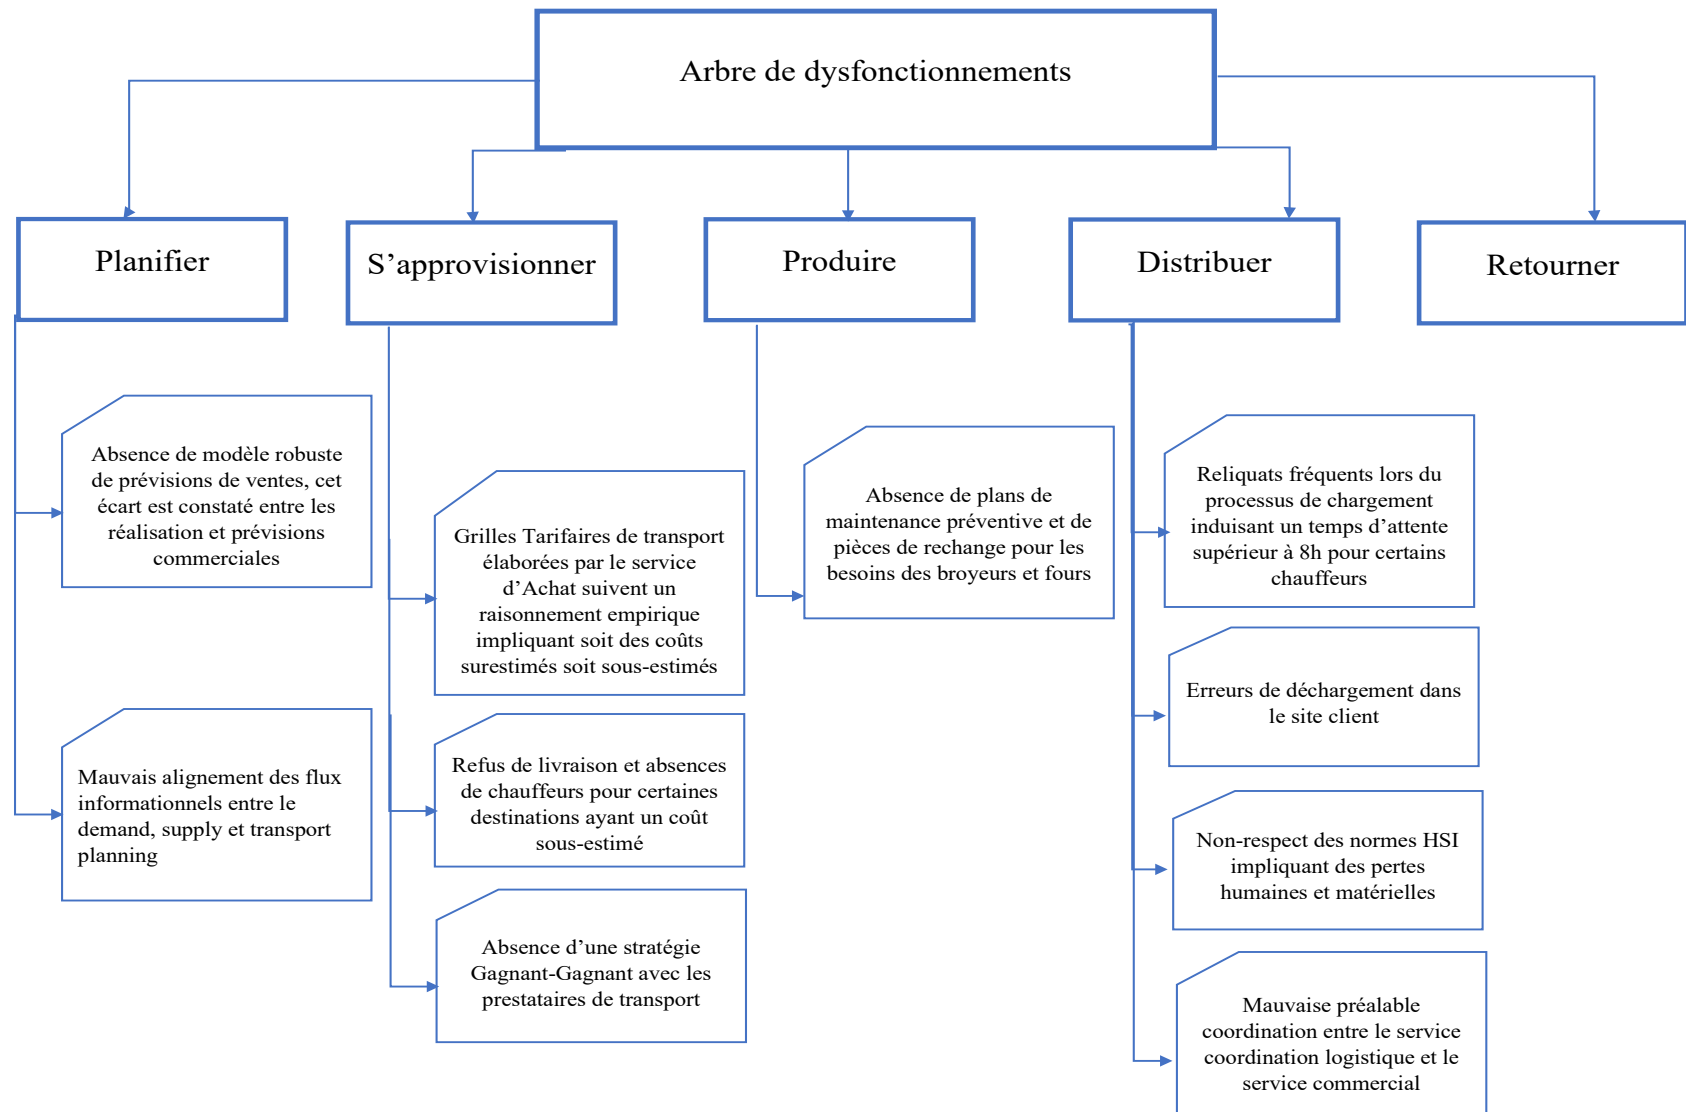 Arbre de dysfonctionnements
Planifier
S’approvisionner
Produire
Distribuer
Retourner
Absence de modèle robuste
de prévisions de ventes, cet
écart est constaté entre les
réalisation et prévisions
commerciales
Mauvais alignement des flux
informationnels entre le
demand, supply et transport
planning
Grilles Tarifaires de transport
élaborées par le service
d’Achat suivent un
raisonnement empirique
impliquant soit des coûts
surestimés soit sous-estimés
Refus de livraison et absences
de chauffeurs pour certaines
destinations ayant un coût
sous-estimé
Absence d’une stratégie
Gagnant-Gagnant avec les
prestataires de transport
Absence de plans de
maintenance préventive et de
pièces de rechange pour les
besoins des broyeurs et fours
Reliquats fréquents lors du
processus de chargement
induisant un temps d’attente
supérieur à 8h pour certains
chauffeurs
Erreurs de déchargement dans
le site client
Non-respect des normes HSI
impliquant des pertes
humaines et matérielles
Mauvaise préalable
coordination entre le service
coordination logistique et le
service commercial